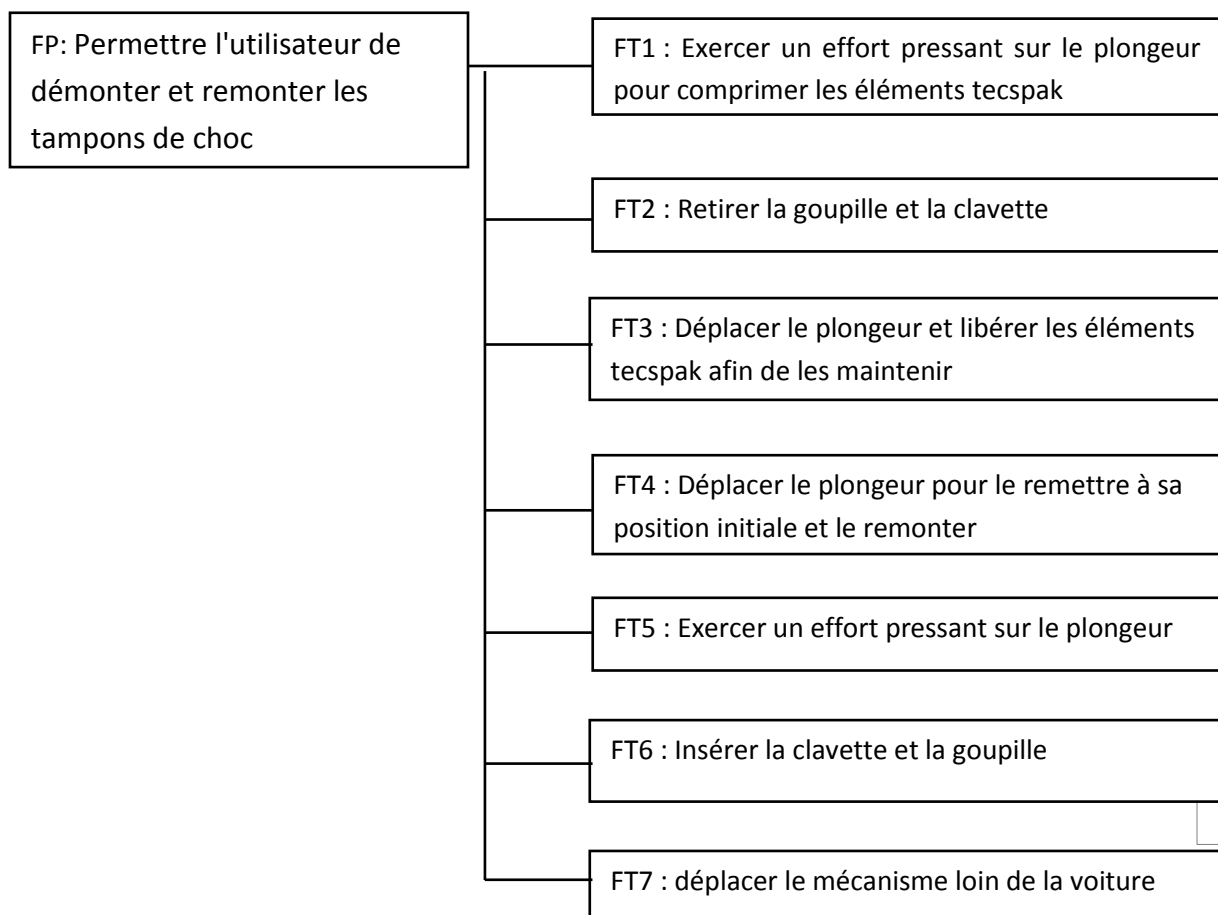 FP: Permettre l'utilisateur de
démonter et remonter les
tampons de choc
FT1 : Exercer un effort pressant sur le plongeur
pour comprimer les éléments tecspak
FT2 : Retirer la goupille et la clavette
FT3 : Déplacer le plongeur et libérer les éléments
tecspak afin de les maintenir
FT4 : Déplacer le plongeur pour le remettre à sa
position initiale et le remonter
FT5 : Exercer un effort pressant sur le plongeur
FT6 : Insérer la clavette et la goupille
FT7 : déplacer le mécanisme loin de la voiture